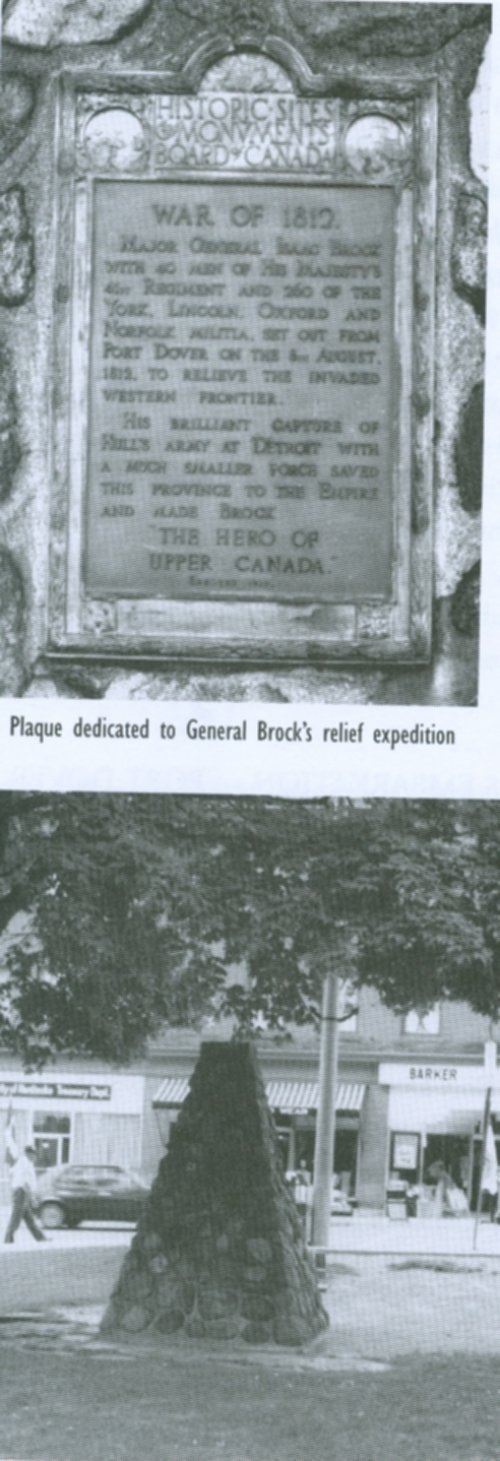 HISTORIC SITES
& MONUMENTS
BOARD CANADA
WAR OF 1812.
MAJOR GENERAL ISAAC BROCK
WITH 40 MEN OF HIS MAJESTY'S
41ST REGIMENT AND 260 OF THE
YORK, LINCOLN, OXFORD AND
NORFOLK MILITIA, SET OUT FROM
PORT DOVER ON THE 8TH AUGUST,
1812, TO RELIEVE THE INVADED
WESTERN FRONTIER.
HIS BRILLIANT CAPTURE OF
HULL'S ARMY AT DETROIT WITH
A MUCH SMALLER FORCE SAVED
THIS PROVINCE TO THE EMPIRE
AND MADE BROCK
"THE HERO OF
UPPER CANADA."
Plaque dedicated to General Brock's relief expedition
BARKER